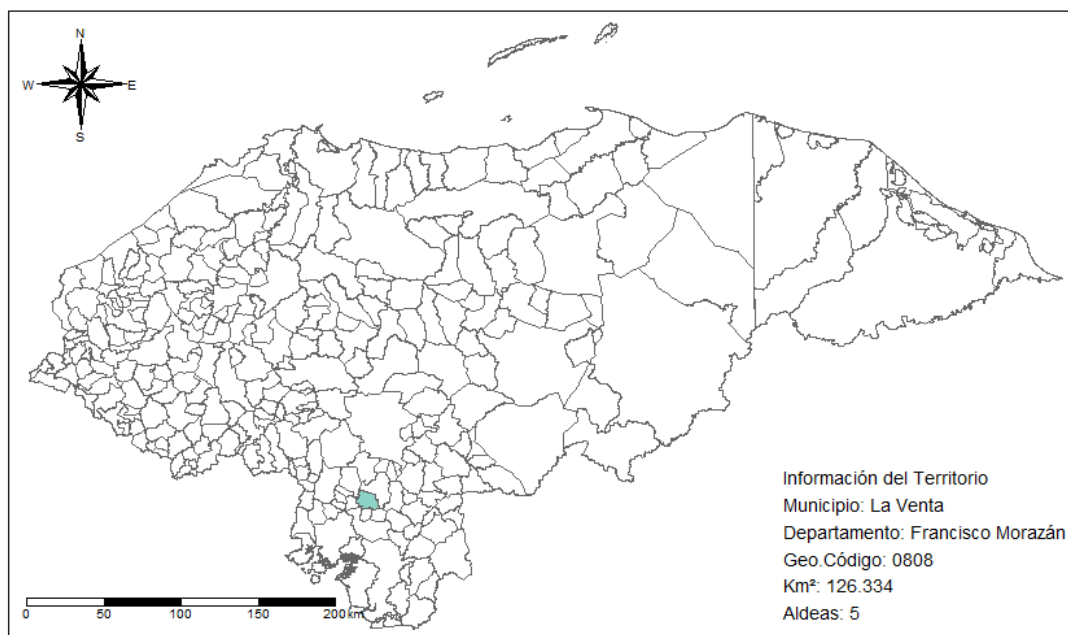 N
W E
S
Información del Territorio
Municipio: La Venta
Departamento: Francisco Morazán
Geo.Código: 0808
Km²: 126.334
Aldeas: 5
0 50 100 150 200 km